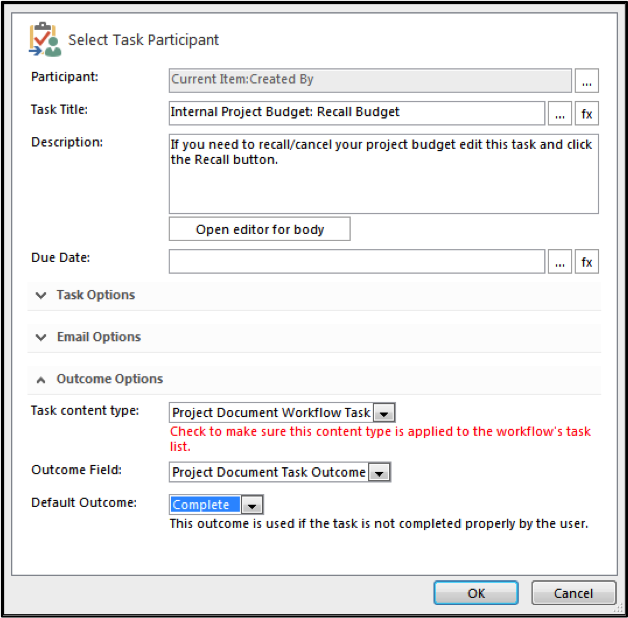 Select Task Participant
Participant:
Current Item:Created By
...
Task Title:
Internal Project Budget: Recall Budget
...
fx
Description:
If you need to recall/cancel your project budget edit this task and click
the Recall button.
Open editor for body
Due Date:
...
fx
Task Options
Email Options
Outcome Options
Task content type:
Project Document Workflow Task
Check to make sure this content type is applied to the workflow's task
list.
Outcome Field:
Project Document Task Outcome
Default Outcome:
Complete
This outcome is used if the task is not completed properly by the user.
OK
Cancel